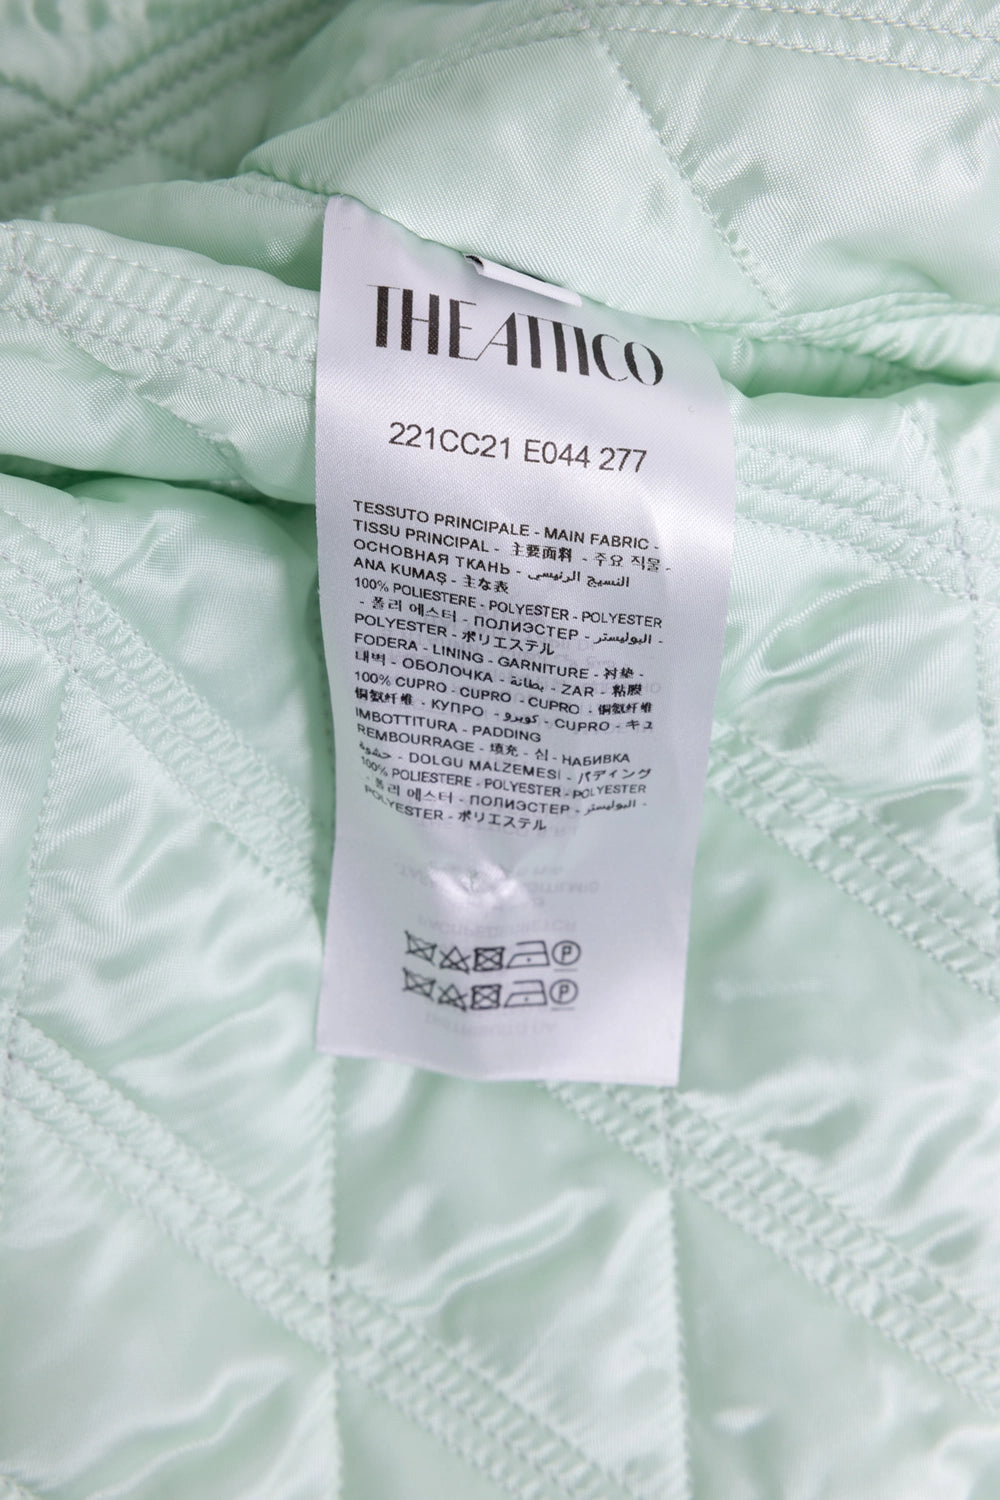 THEATTICO
221CC21 E044 277
TESSUTO PRINCIPALE - MAIN FABRIC -
TISSU PRINCIPAL - 主要面料 - 주요 직물 -
ОСНОВНАЯ ТКАНЬ - النسيج الرئيسي
ANA KUMAŞ - 主な表
100% POLIESTERE - POLYESTER - POLYESTER
- 폴리 에스터 - ПОЛИЭСТЕР - البوليستر -
POLYESTER - ポリエステル
FODERA - LINING - GARNITURE - 衬垫 -
내벽 - ОБОЛОЧКА - بطانة - ZAR - 粘膜
100% CUPRO - CUPRO - CUPRO - 铜氨纤维
铜氨纤维 - КУПРО - كوبرو - CUPRO - キュ
IMBOTTITURA - PADDING
REMBOURRAGE - 填充 - 심 - НАБИВКА
حشوة - DOLGU MALZEMESI - パディング
100% POLIESTERE - POLYESTER - POLYESTER
- 폴리 에스터 - ПОЛИЭСТЕР - البوليستر -
POLYESTER - ポリエステル
P
P